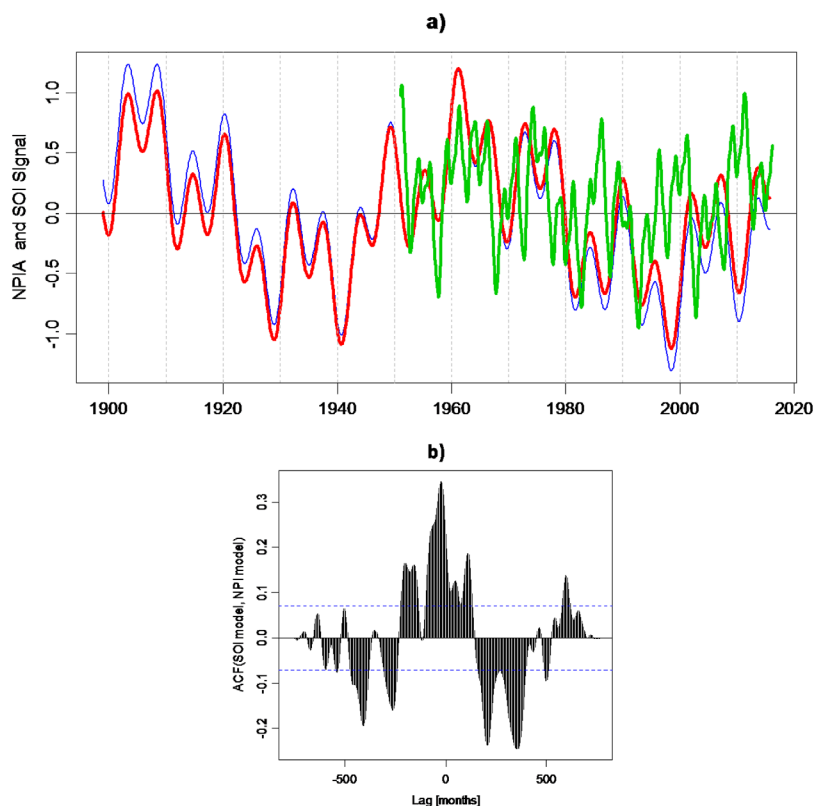 a)
NPIA and SOI Signal
1.0
0.5
0.0
-0.5
-1.0
1900 1920 1940 1960 1980 2000 2020
b)
ACF(SOI model, NPI model)
0.3
0.2
0.1
0.0
-0.1
-0.2
-500 0 500
Lag [months]